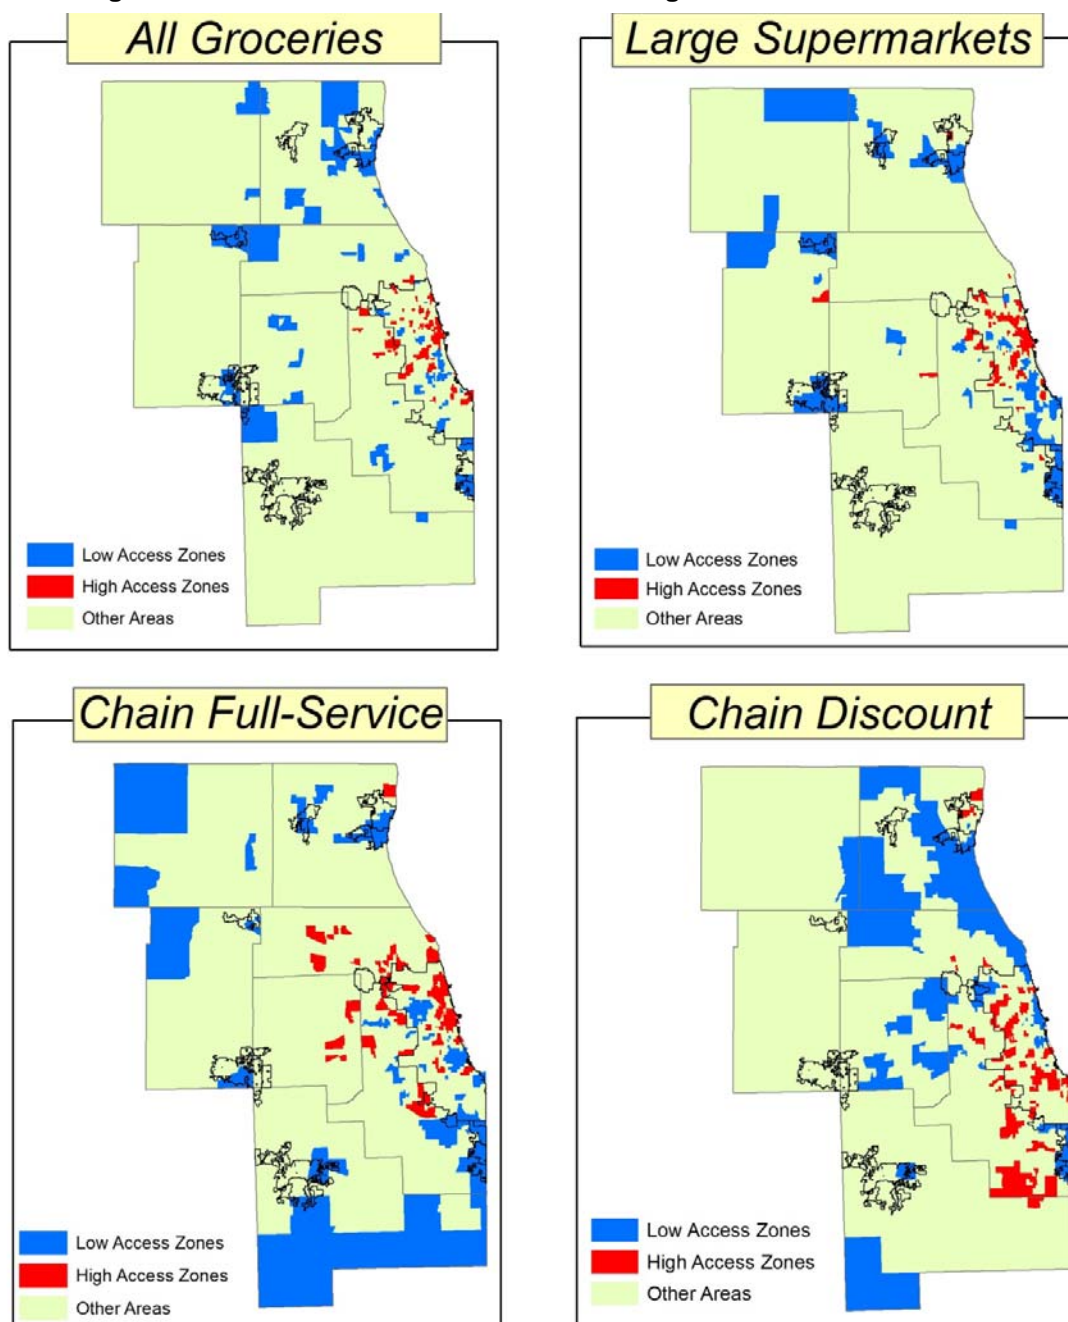 All Groceries
Large Supermarkets
Low Access Zones
High Access Zones
Other Areas
Low Access Zones
High Access Zones
Other Areas
Chain Full-Service
Chain Discount
Low Access Zones
High Access Zones
Other Areas
Low Access Zones
High Access Zones
Other Areas